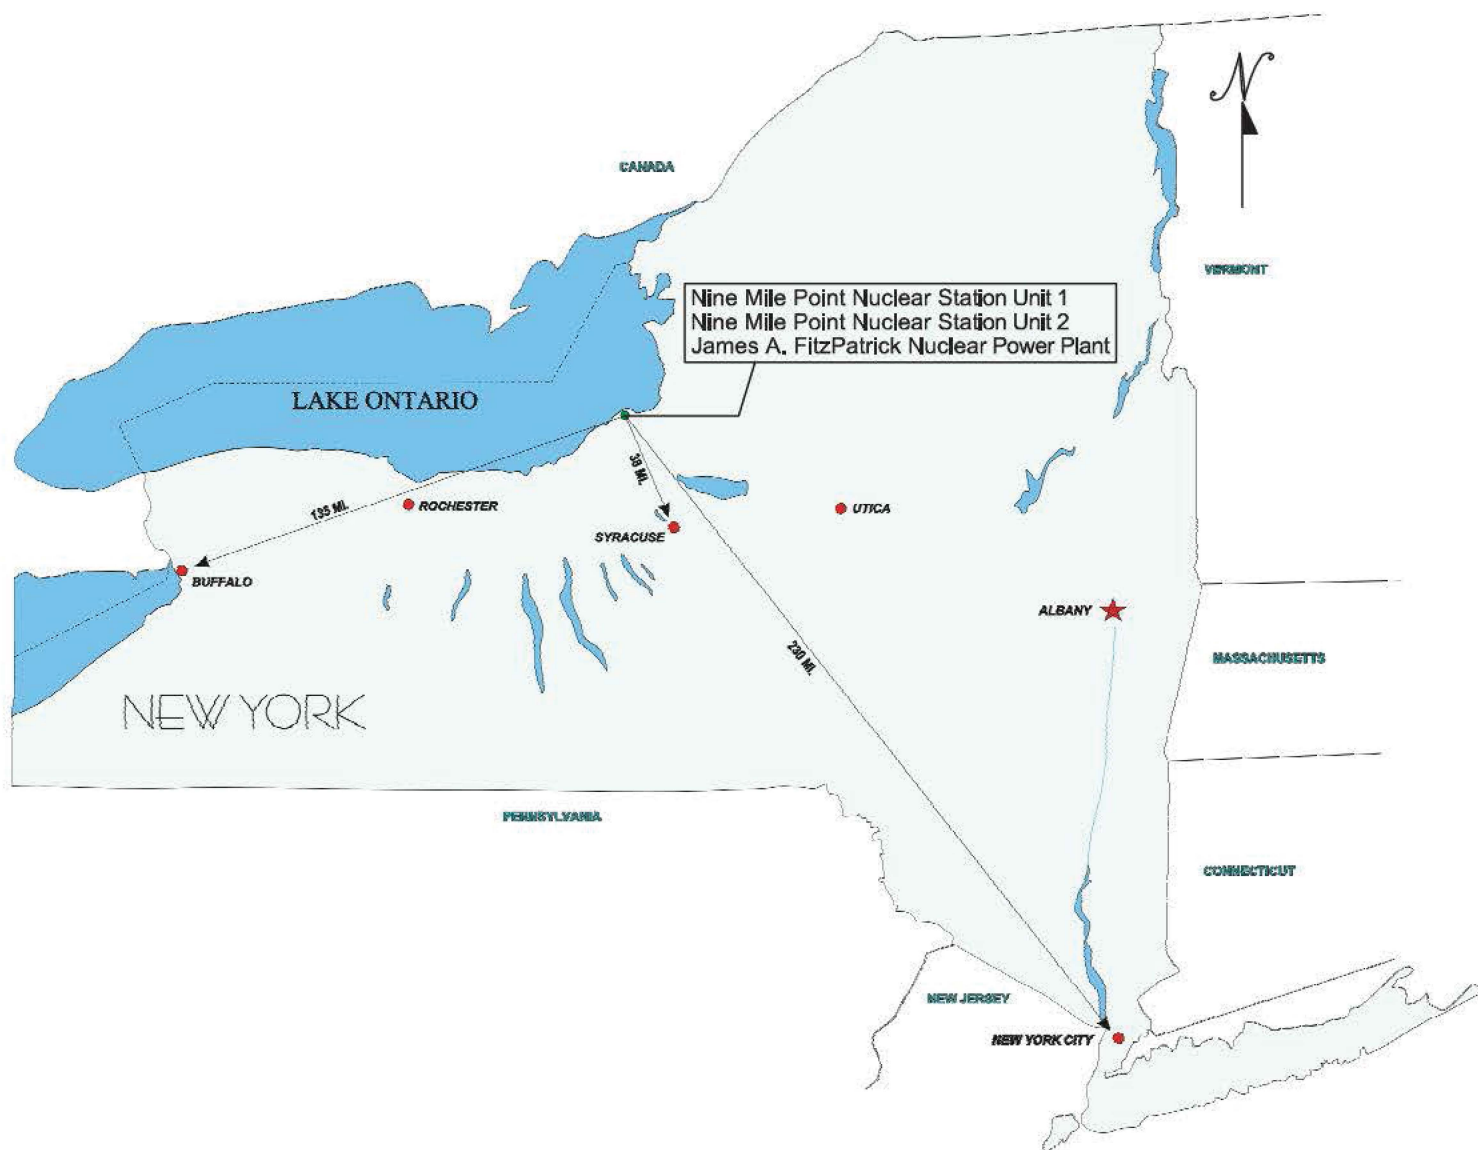 N
CANADA
VERMONT
Nine Mile Point Nuclear Station Unit 1
Nine Mile Point Nuclear Station Unit 2
James A. FitzPatrick Nuclear Power Plant
LAKE ONTARIO
38 MI.
135 MI.
ROCHESTER
UTICA
SYRACUSE
BUFFALO
ALBANY
230 MI.
MASSACHUSETTS
NEW YORK
PENNSYLVANIA
CONNECTICUT
NEW JERSEY
NEW YORK CITY